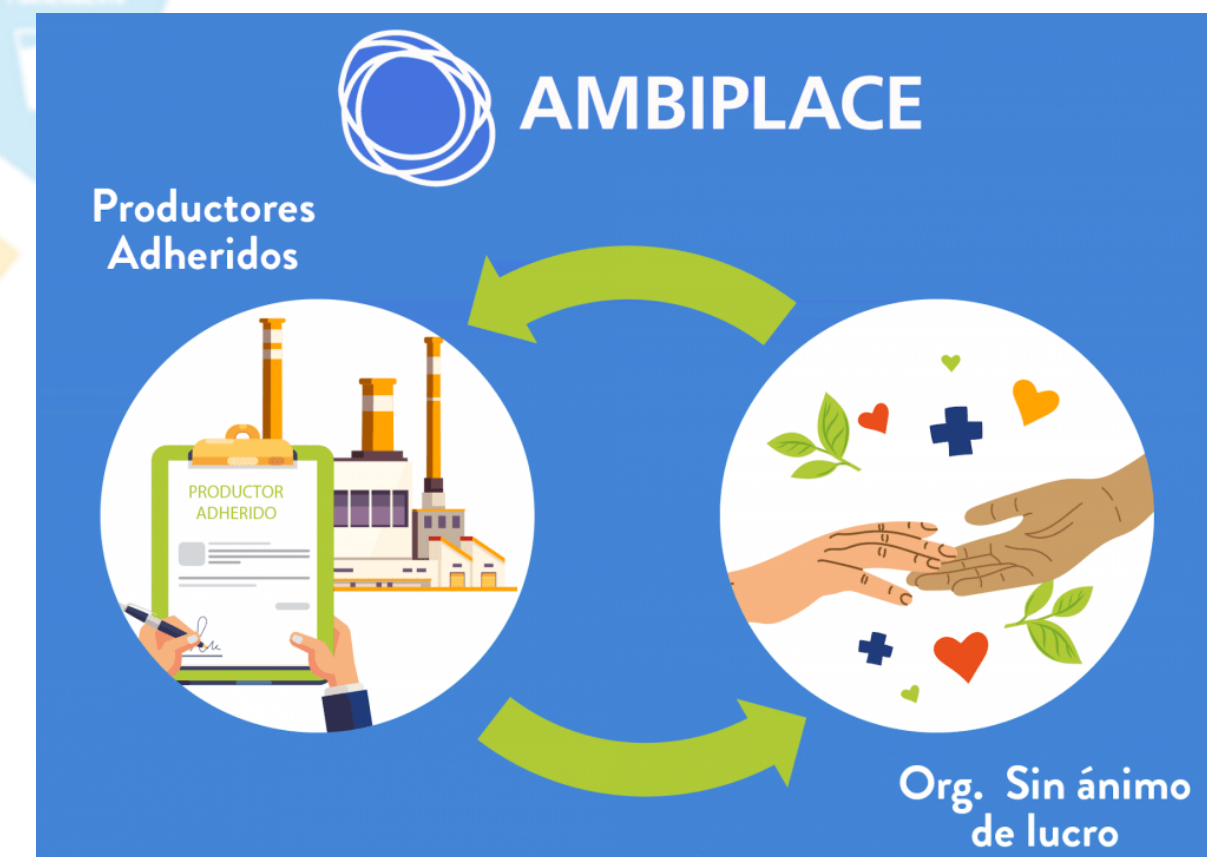 AMBIPLACE
Productores
Adheridos
PRODUCTOR
ADHERIDO
Org. Sin ánimo
de lucro